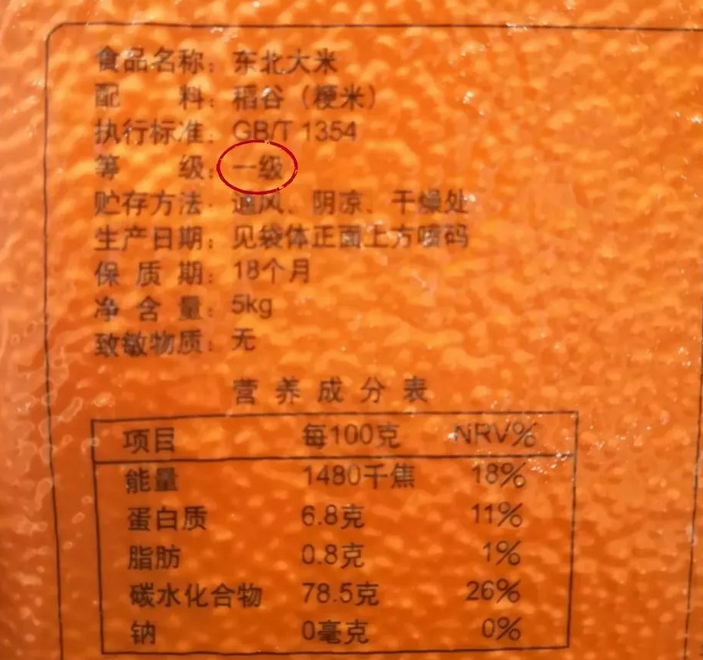 食品名称：东北大米
配料：稻谷（粳米）
执行标准：GB/T 1354
等级：一级
贮存方法：通风、阴凉、干燥处
生产日期：见袋体正面上方喷码
保质期：18个月
净含量：5kg
致敏物质：无
营养成分表
项目 每100克 NRV%
能量 1480千焦 18%
蛋白质 6.8克 11%
脂肪 0.8克 1%
碳水化合物 78.5克 26%
钠 0毫克 0%